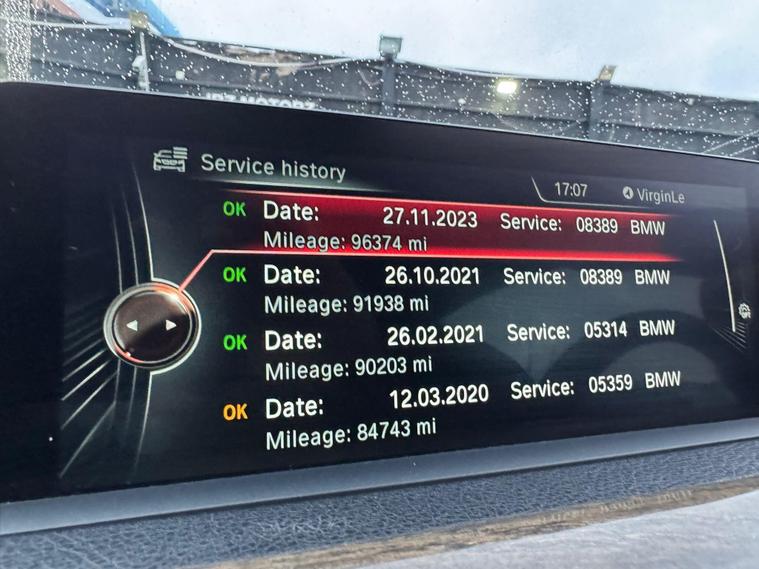 Service history
17:07 VirginLe
OK Date: 27.11.2023 Service: 08389 BMW
Mileage: 96374 mi
OK Date: 26.10.2021 Service: 08389 BMW
Mileage: 91938 mi
OK Date: 26.02.2021 Service: 05314 BMW
Mileage: 90203 mi
OK Date: 12.03.2020 Service: 05359 BMW
Mileage: 84743 mi